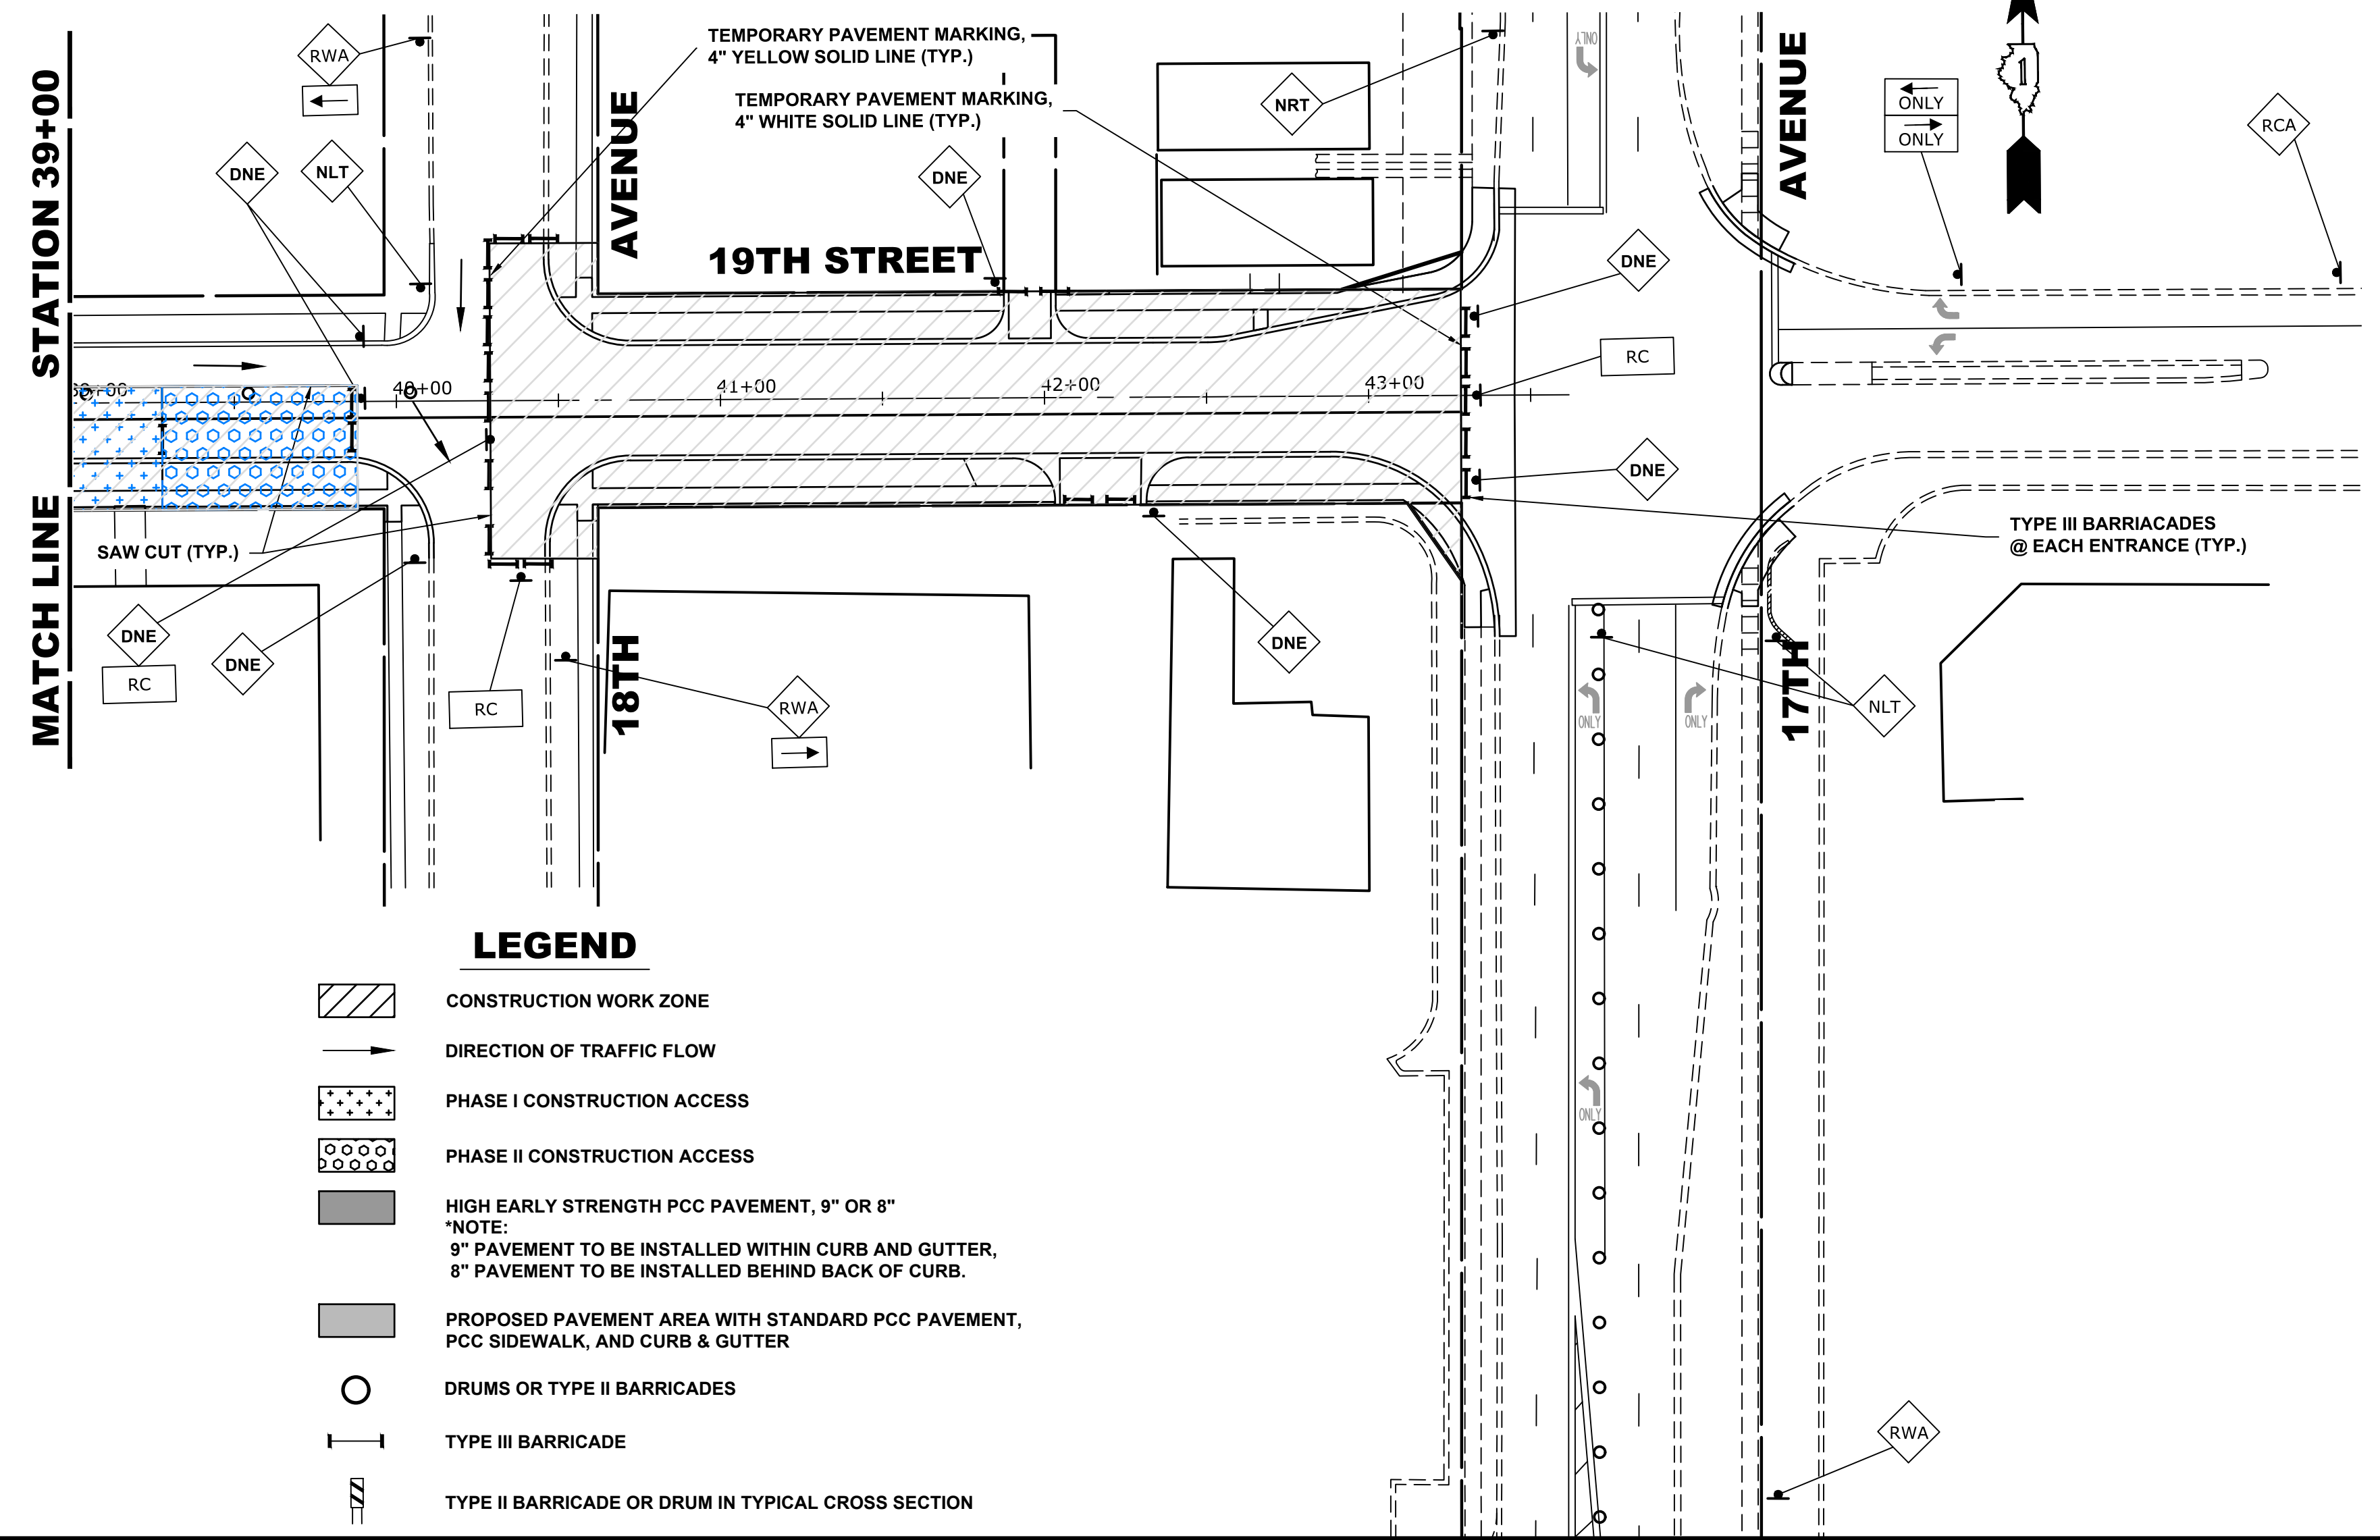 MATCH LINE STATION 39+00
RWA
TEMPORARY PAVEMENT MARKING,
4" YELLOW SOLID LINE (TYP.)
TEMPORARY PAVEMENT MARKING,
4" WHITE SOLID LINE (TYP.)
AVENUE
NRT
ONLY
AVENUE
ONLY
ONLY
1
RCA
DNE
NLT
DNE
19TH STREET
DNE
RC
40+00
41+00
42+00
43+00
DNE
TYPE III BARRIACADES
@ EACH ENTRANCE (TYP.)
SAW CUT (TYP.)
DNE
RC
DNE
RC
18TH
RWA
DNE
ONLY
ONLY
17TH
NLT
ONLY
RWA
LEGEND
CONSTRUCTION WORK ZONE
DIRECTION OF TRAFFIC FLOW
PHASE I CONSTRUCTION ACCESS
PHASE II CONSTRUCTION ACCESS
HIGH EARLY STRENGTH PCC PAVEMENT, 9" OR 8"
*NOTE:
9" PAVEMENT TO BE INSTALLED WITHIN CURB AND GUTTER,
8" PAVEMENT TO BE INSTALLED BEHIND BACK OF CURB.
PROPOSED PAVEMENT AREA WITH STANDARD PCC PAVEMENT,
PCC SIDEWALK, AND CURB & GUTTER
DRUMS OR TYPE II BARRICADES
TYPE III BARRICADE
TYPE II BARRICADE OR DRUM IN TYPICAL CROSS SECTION